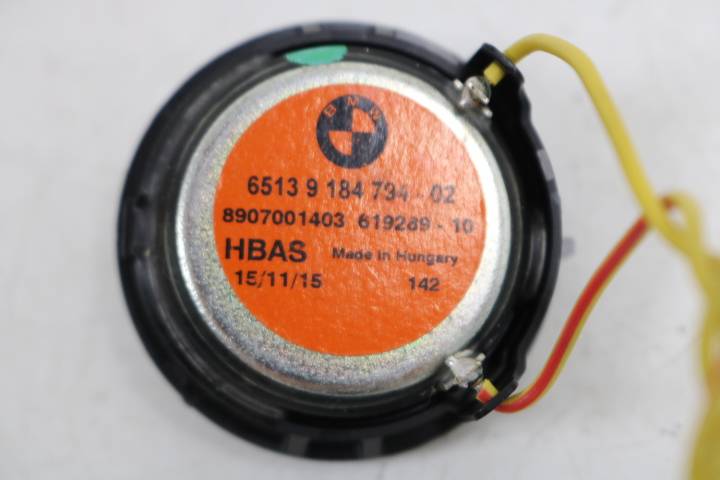 BMW
6513 9 184 734 - 02
8907001403 619289 - 10
HBAS Made in Hungary
15/11/15 142